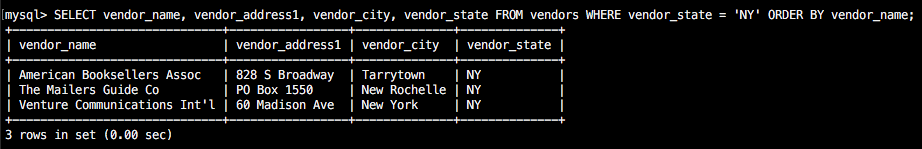 mysql> SELECT vendor_name, vendor_address1, vendor_city, vendor_state FROM vendors WHERE vendor_state = 'NY' ORDER BY vendor_name;
+-----------------------------+-----------------+--------------+--------------+
| vendor_name                 | vendor_address1 | vendor_city  | vendor_state |
+-----------------------------+-----------------+--------------+--------------+
| American Booksellers Assoc  | 828 S Broadway  | Tarrytown    | NY           |
| The Mailers Guide Co        | PO Box 1550     | New Rochelle | NY           |
| Venture Communications Int'l | 60 Madison Ave  | New York     | NY           |
+-----------------------------+-----------------+--------------+--------------+
3 rows in set (0.00 sec)